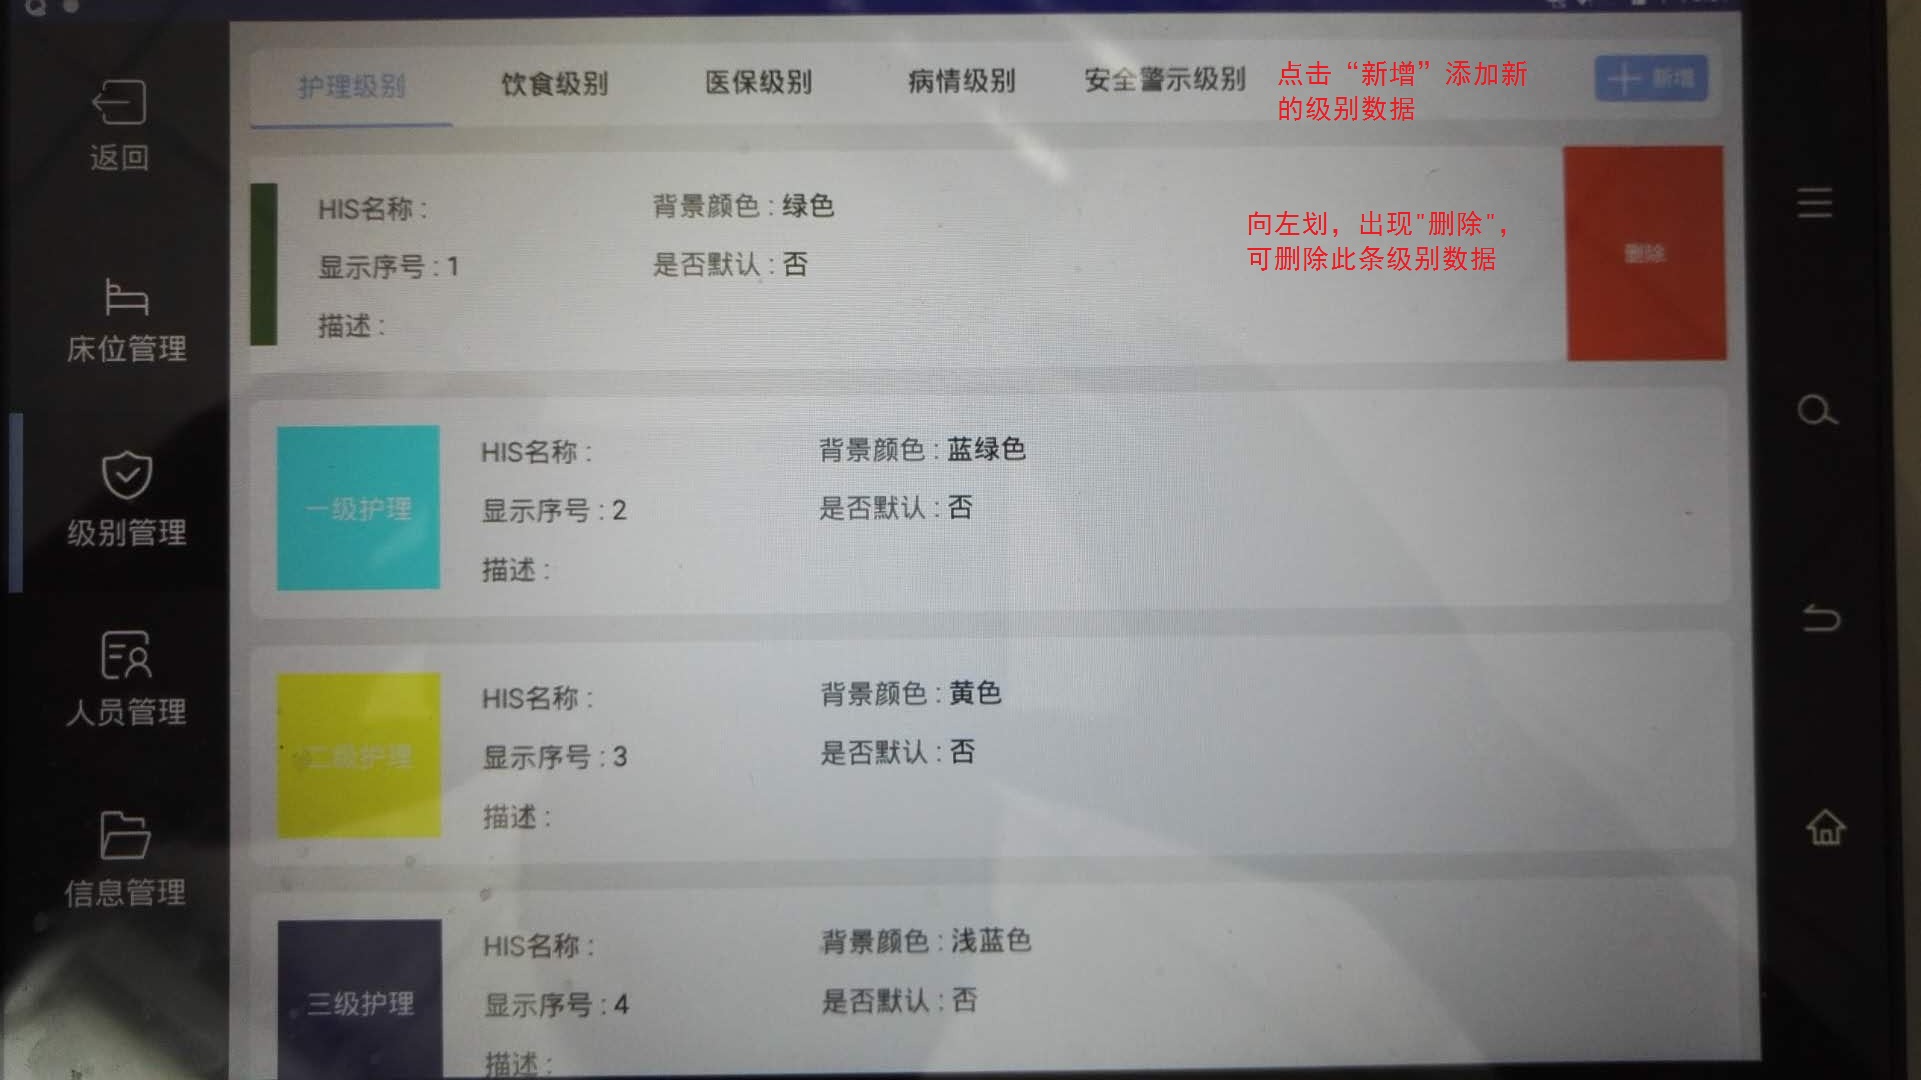 护理级别 饮食级别 医保级别 病情级别 安全警示级别 点击“新增”添加新 新增
的级别数据
返回
HIS名称 : 背景颜色 : 绿色
向左划，出现"删除"，
显示序号 : 1 是否默认 : 否
可删除此条级别数据
删除
描述 :
床位管理
一级护理
HIS名称 : 背景颜色 : 蓝绿色
显示序号 : 2 是否默认 : 否
描述 :
级别管理
二级护理
HIS名称 : 背景颜色 : 黄色
显示序号 : 3 是否默认 : 否
描述 :
人员管理
信息管理
三级护理
HIS名称 : 背景颜色 : 浅蓝色
显示序号 : 4 是否默认 : 否
描述 :